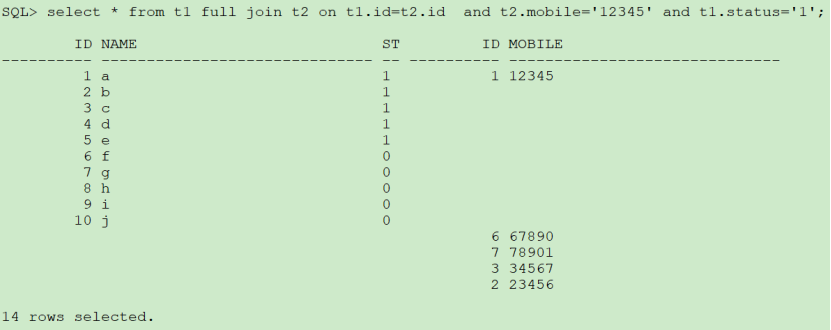 SQL> select * from t1 full join t2 on t1.id=t2.id  and t2.mobile='12345' and t1.status='1';
ID NAME ST ID MOBILE
---------- ------------------------------ -- ---------- ------------------------------
1 a 1 1 12345
2 b 1
3 c 1
4 d 1
5 e 1
6 f 0
7 g 0
8 h 0
9 i 0
10 j 0
6 67890
7 78901
3 34567
2 23456
14 rows selected.